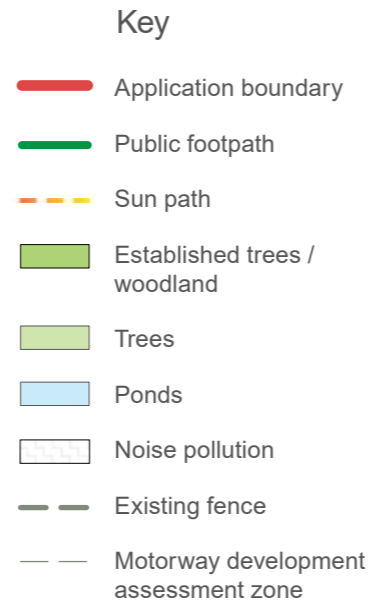 Key
Application boundary
Public footpath
Sun path
Established trees /
woodland
Trees
Ponds
Noise pollution
Existing fence
Motorway development
assessment zone